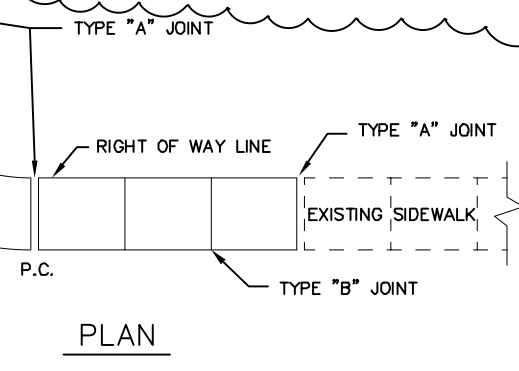 TYPE "A" JOINT
TYPE "A" JOINT
RIGHT OF WAY LINE
EXISTING SIDEWALK
P.C.
TYPE "B" JOINT
PLAN